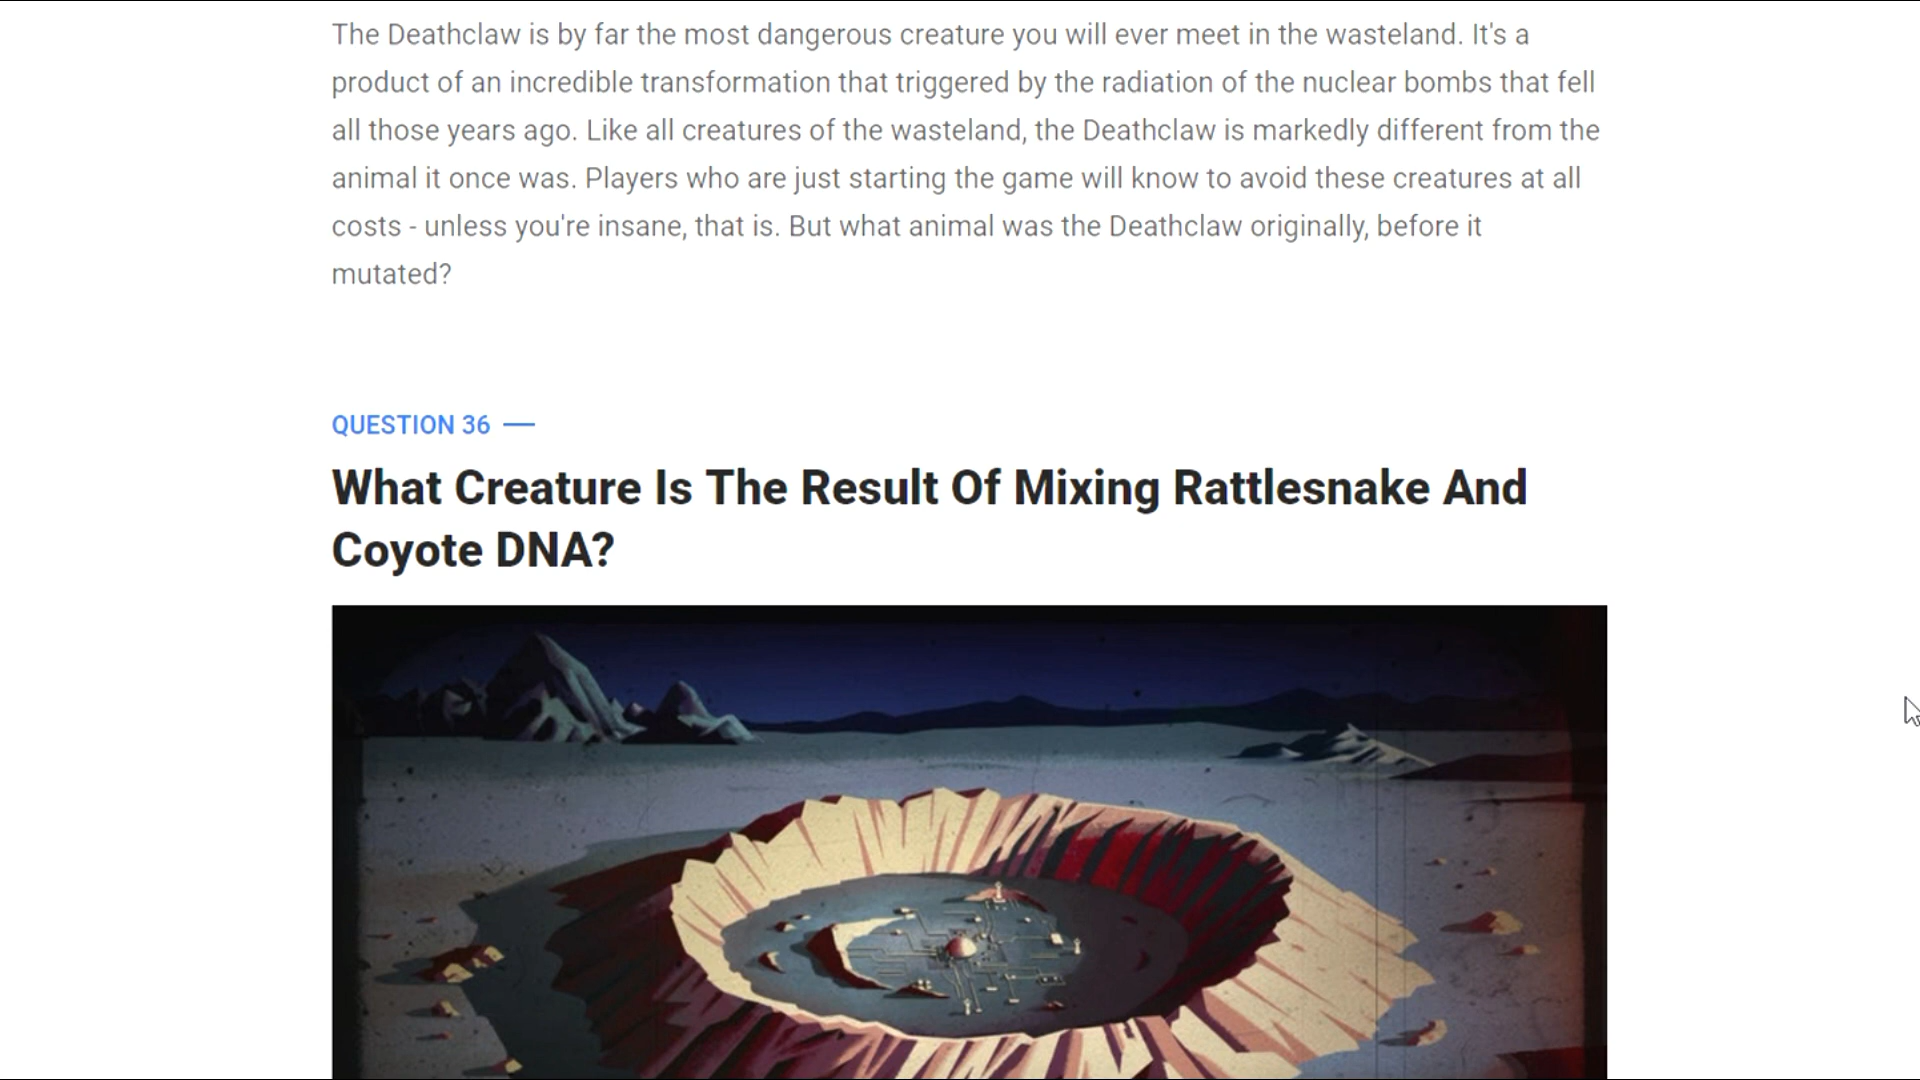 The Deathclaw is by far the most dangerous creature you will ever meet in the wasteland. It's a
product of an incredible transformation that triggered by the radiation of the nuclear bombs that fell
all those years ago. Like all creatures of the wasteland, the Deathclaw is markedly different from the
animal it once was. Players who are just starting the game will know to avoid these creatures at all
costs - unless you're insane, that is. But what animal was the Deathclaw originally, before it
mutated?
QUESTION 36
What Creature Is The Result Of Mixing Rattlesnake And
Coyote DNA?